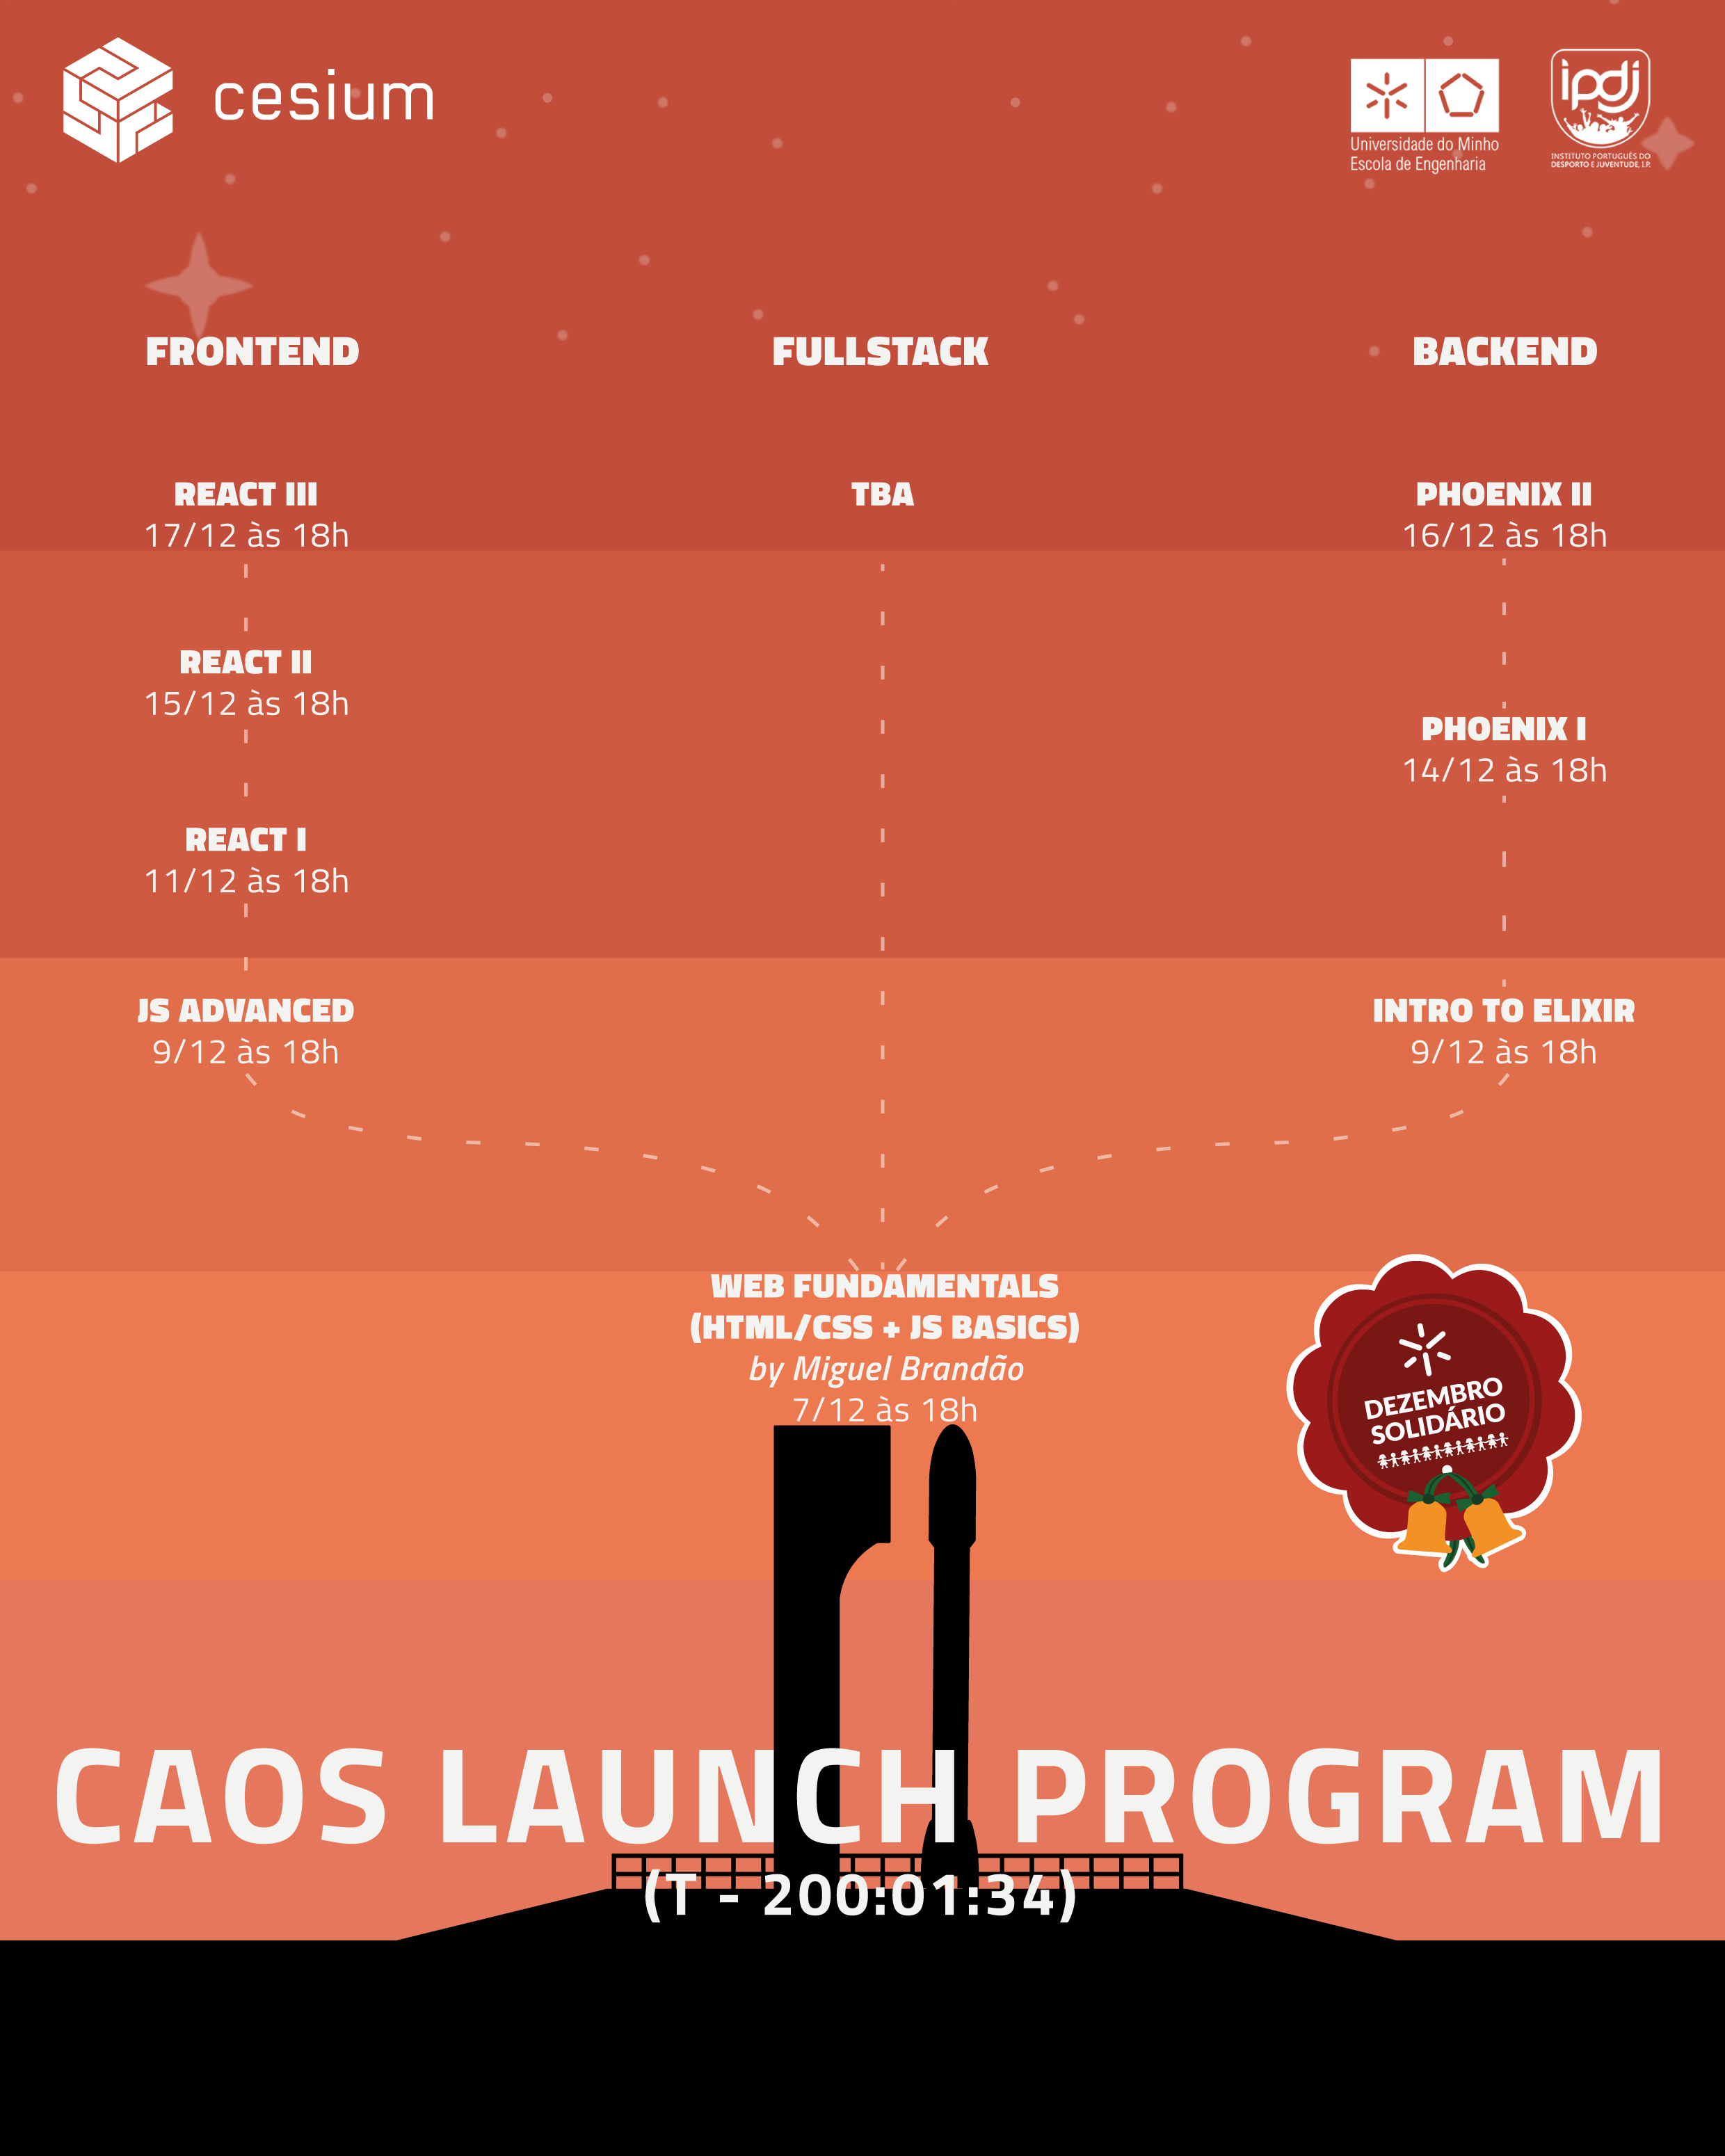 cesium
Universidade do Minho
Escola de Engenharia
ipdj
INSTITUTO PORTUGUÊS DO
DESPORTO E JUVENTUDE, I.P.
FRONTEND
FULLSTACK
BACKEND
REACT III
17/12 às 18h
TBA
PHOENIX II
16/12 às 18h
REACT II
15/12 às 18h
PHOENIX I
14/12 às 18h
REACT I
11/12 às 18h
JS ADVANCED
9/12 às 18h
INTRO TO ELIXIR
9/12 às 18h
WEB FUNDAMENTALS
(HTML/CSS + JS BASICS)
by Miguel Brandão
7/12 às 18h
DEZEMBRO
SOLIDÁRIO
CAOS LAUNCH PROGRAM
(T - 200:01:34)